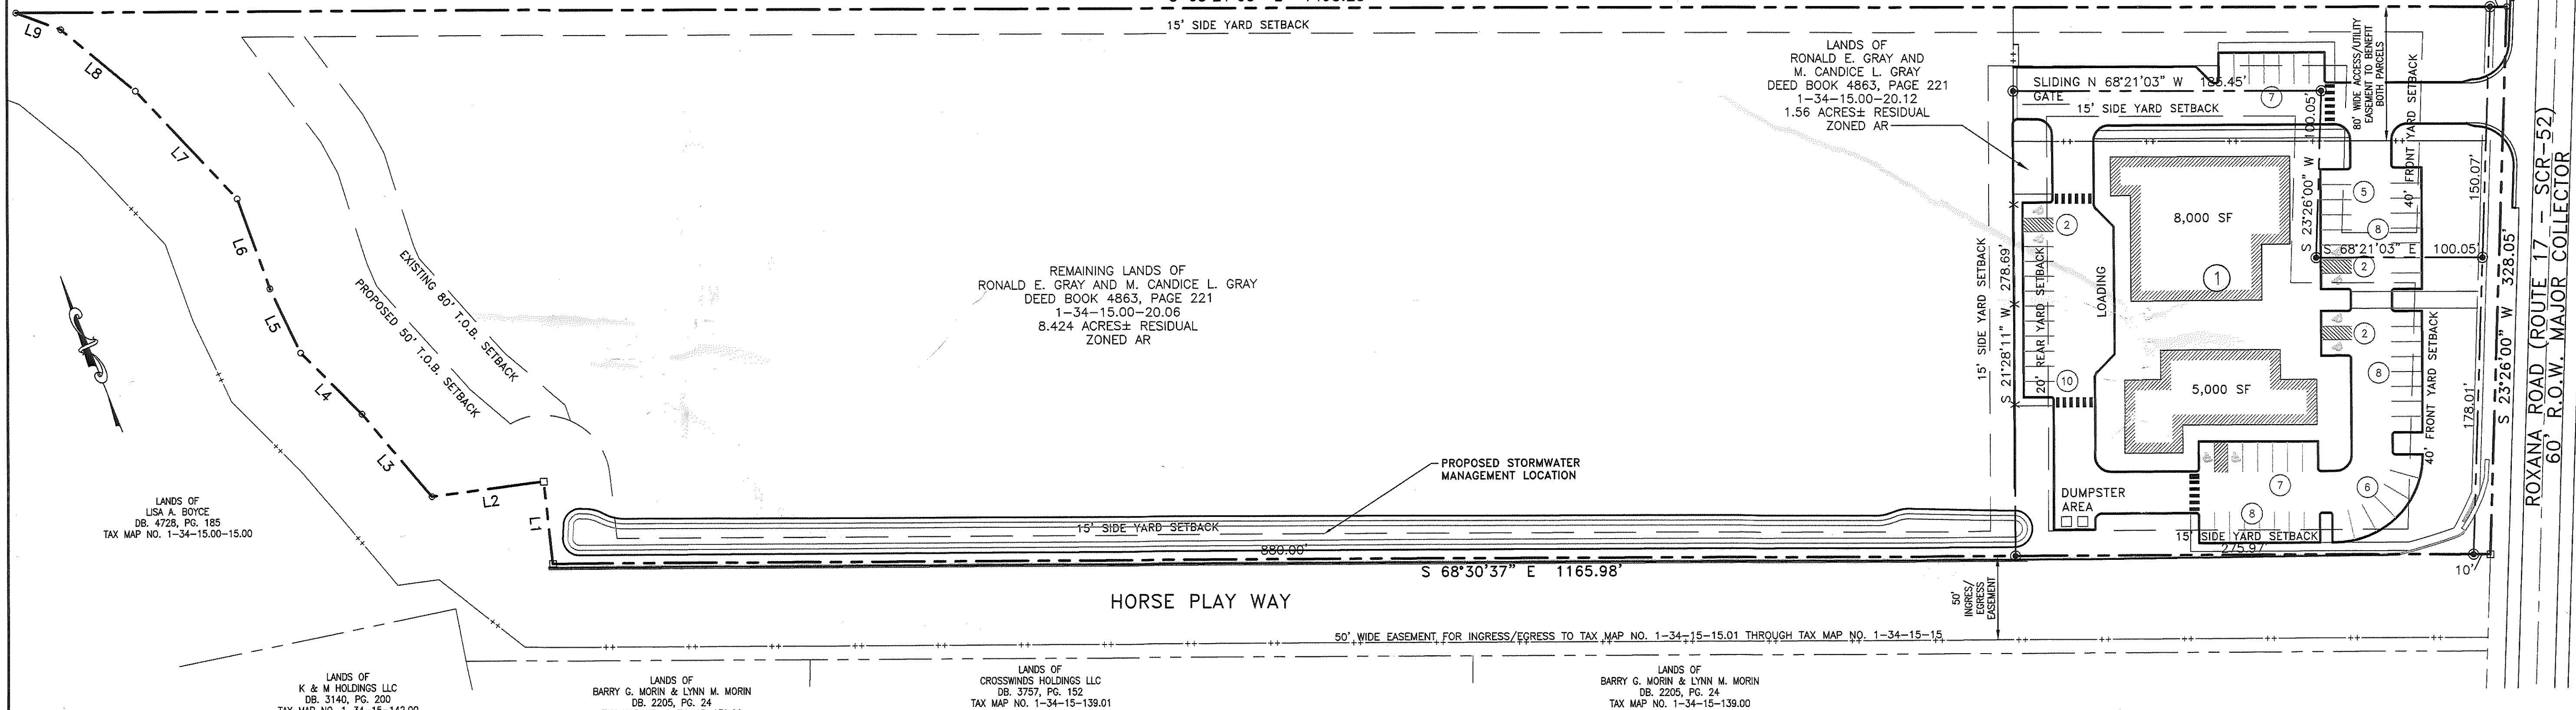 15' SIDE YARD SETBACK
L9
L8
L7
L6
L5
L4
L3
L2
L1
EXISTING 80' T.O.B. SETBACK
PROPOSED 50' T.O.B. SETBACK
LANDS OF
LISA A. BOYCE
DB. 4728, PG. 185
TAX MAP NO. 1-34-15.00-15.00
REMAINING LANDS OF
RONALD E. GRAY AND M. CANDICE L. GRAY
DEED BOOK 4863, PAGE 221
1-34-15.00-20.06
8.424 ACRES± RESIDUAL
ZONED AR
LANDS OF
RONALD E. GRAY AND
M. CANDICE L. GRAY
DEED BOOK 4863, PAGE 221
1-34-15.00-20.12
1.56 ACRES± RESIDUAL
ZONED AR
SLIDING
GATE
N 68°21'03" W 185.45'
15' SIDE YARD SETBACK
7
80' WIDE ACCESS/UTILITY
EASEMENT TO BENEFIT
BOTH PARCELS
40' FRONT YARD SETBACK
S 23°26'00" W 100.05'
150.07'
5
8
2
S 68°21'03" E 100.05'
8,000 SF
1
2
LOADING
20' REAR YARD SETBACK
15' SIDE YARD SETBACK
S 21°28'11" W 278.69'
10
5,000 SF
2
8
40' FRONT YARD SETBACK
178.01'
S 23°26'00" W 328.05'
ROXANA ROAD (ROUTE 17 - SCR-52)
60' R.O.W. MAJOR COLLECTOR
DUMPSTER
AREA
7
6
8
15' SIDE YARD SETBACK
275.97'
10'
PROPOSED STORMWATER
MANAGEMENT LOCATION
15' SIDE YARD SETBACK
880.00'
S 68°30'37" E 1165.98'
HORSE PLAY WAY
50'
INGRES/
EGRESS
EASEMENT
50' WIDE EASEMENT FOR INGRESS/EGRESS TO TAX MAP NO. 1-34-15-15.01 THROUGH TAX MAP NO. 1-34-15-15
LANDS OF
K & M HOLDINGS LLC
DB. 3140, PG. 200
TAX MAP NO. 1-34-15-142.00
LANDS OF
BARRY G. MORIN & LYNN M. MORIN
DB. 2205, PG. 24
LANDS OF
CROSSWINDS HOLDINGS LLC
DB. 3757, PG. 152
TAX MAP NO. 1-34-15-139.01
LANDS OF
BARRY G. MORIN & LYNN M. MORIN
DB. 2205, PG. 24
TAX MAP NO. 1-34-15-139.00